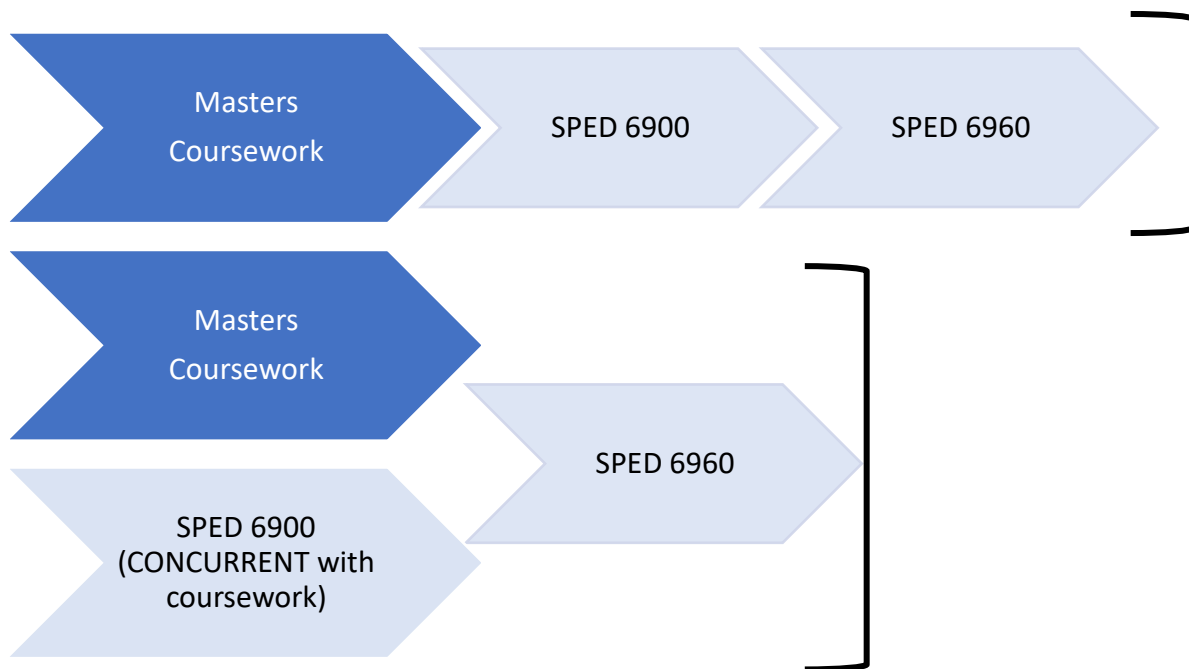 Masters
Coursework
SPED 6900
SPED 6960
Masters
Coursework
SPED 6960
SPED 6900
(CONCURRENT with
coursework)